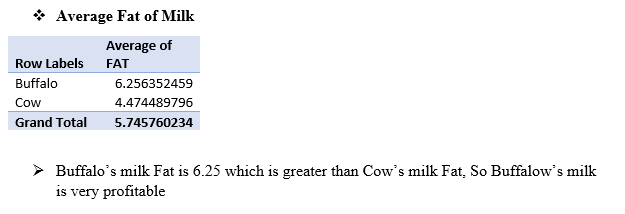 ❖ Average Fat of Milk
Average of
Row Labels FAT
Buffalo 6.256352459
Cow 4.474489796
Grand Total 5.745760234
➢ Buffalo's milk Fat is 6.25 which is greater than Cow's milk Fat, So Buffalow's milk
is very profitable